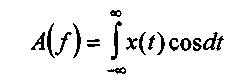 A(f) = ∫_{-∞}^{∞} x(t) cosdt